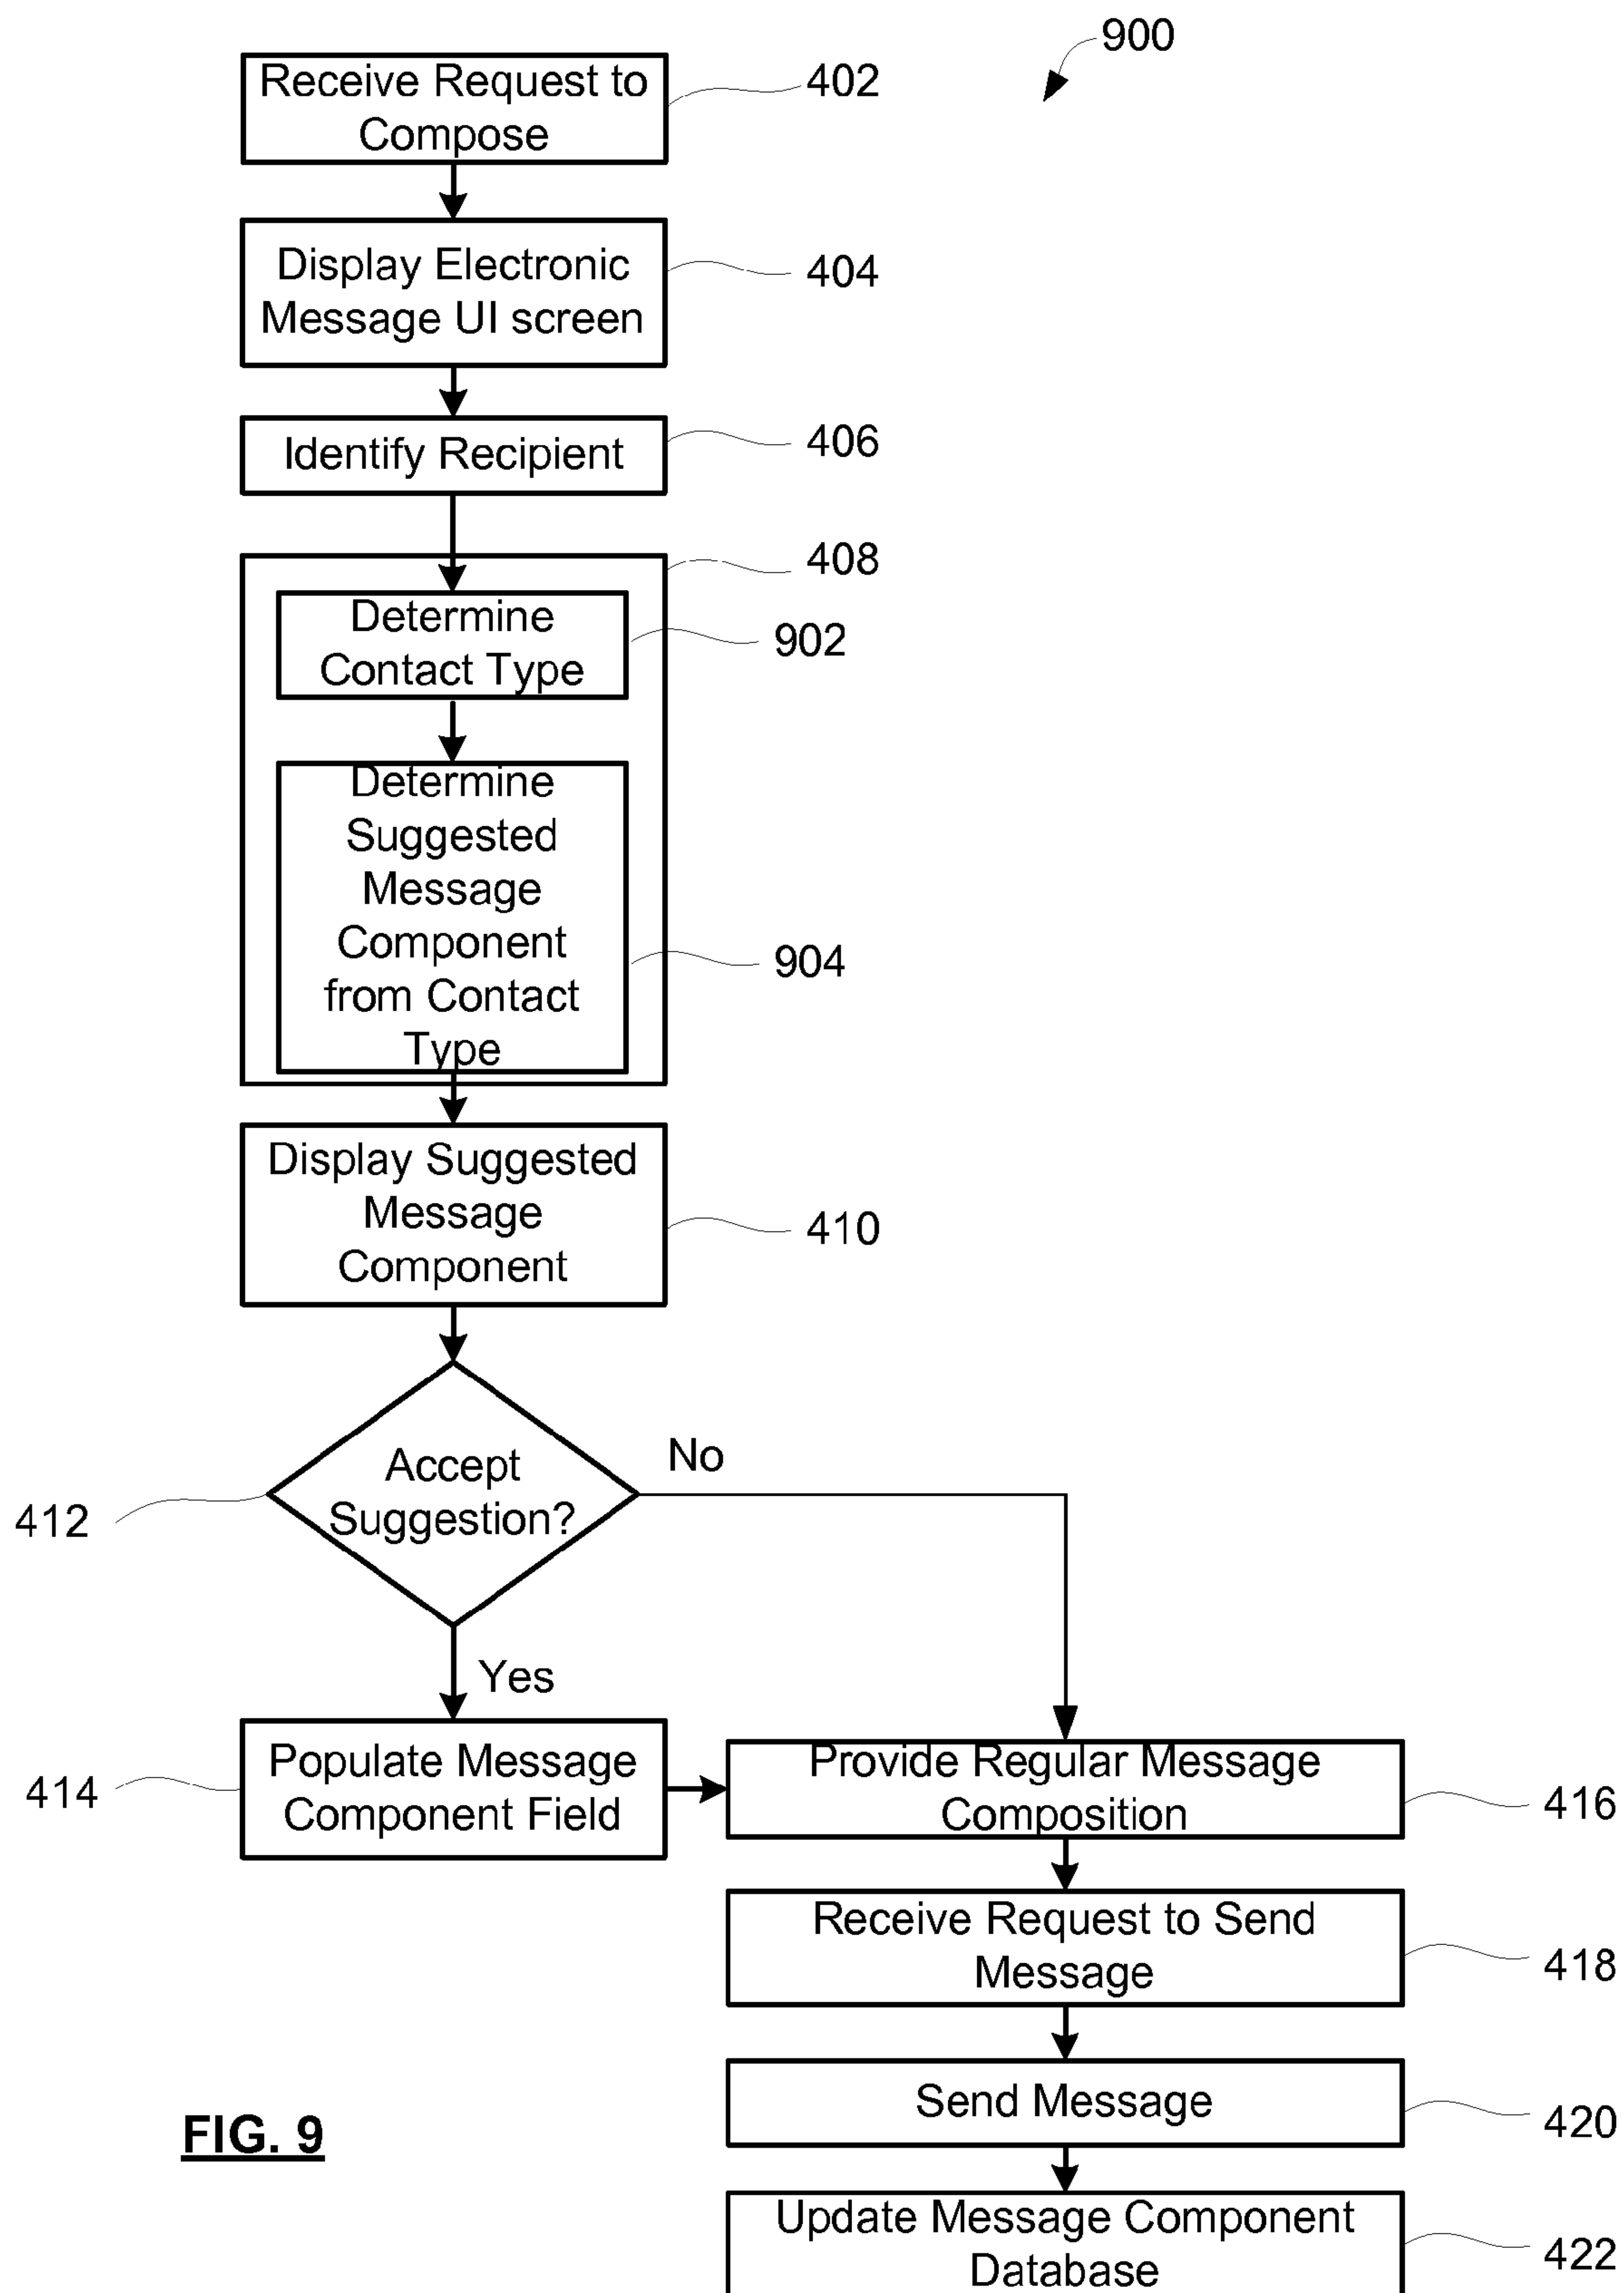 900
Receive Request to
Compose
402
Display Electronic
Message UI screen
404
Identify Recipient
406
408
Determine
Contact Type
902
Determine
Suggested
Message
Component
from Contact
Type
904
Display Suggested
Message
Component
410
Accept
Suggestion?
412
No
Yes
Populate Message
Component Field
414
Provide Regular Message
Composition
416
Receive Request to Send
Message
418
Send Message
420
Update Message Component
Database
422
FIG. 9